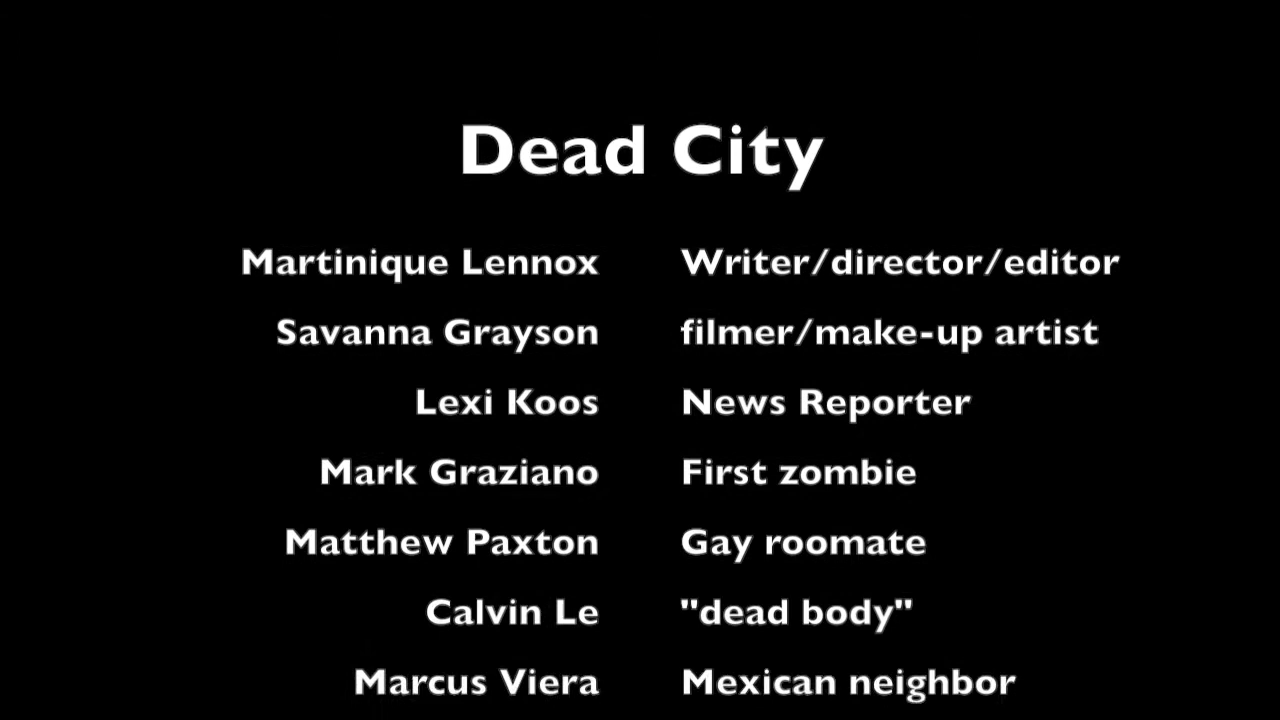 Dead City
Martinique Lennox Writer/director/editor
Savanna Grayson filmer/make-up artist
Lexi Koos News Reporter
Mark Graziano First zombie
Matthew Paxton Gay roomate
Calvin Le "dead body"
Marcus Viera Mexican neighbor